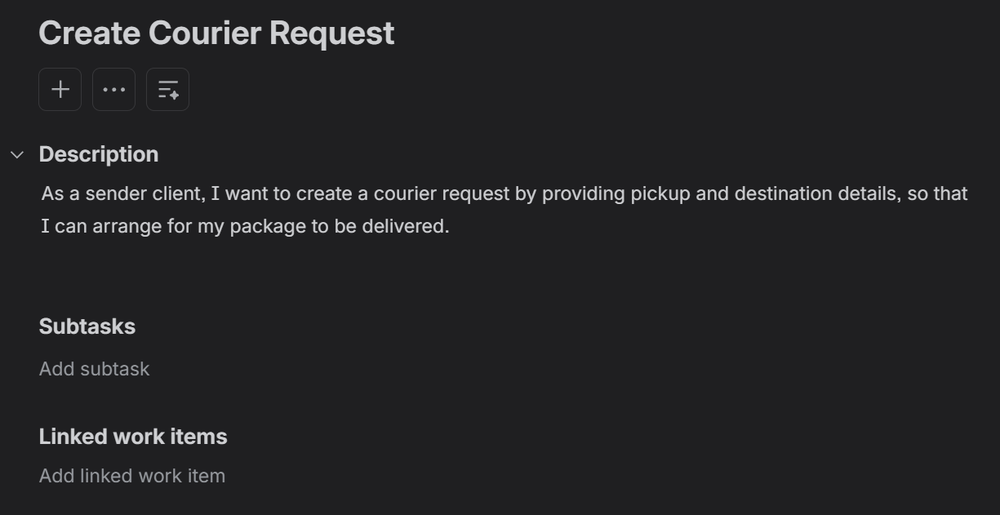 Create Courier Request
Description
As a sender client, I want to create a courier request by providing pickup and destination details, so that
I can arrange for my package to be delivered.
Subtasks
Add subtask
Linked work items
Add linked work item